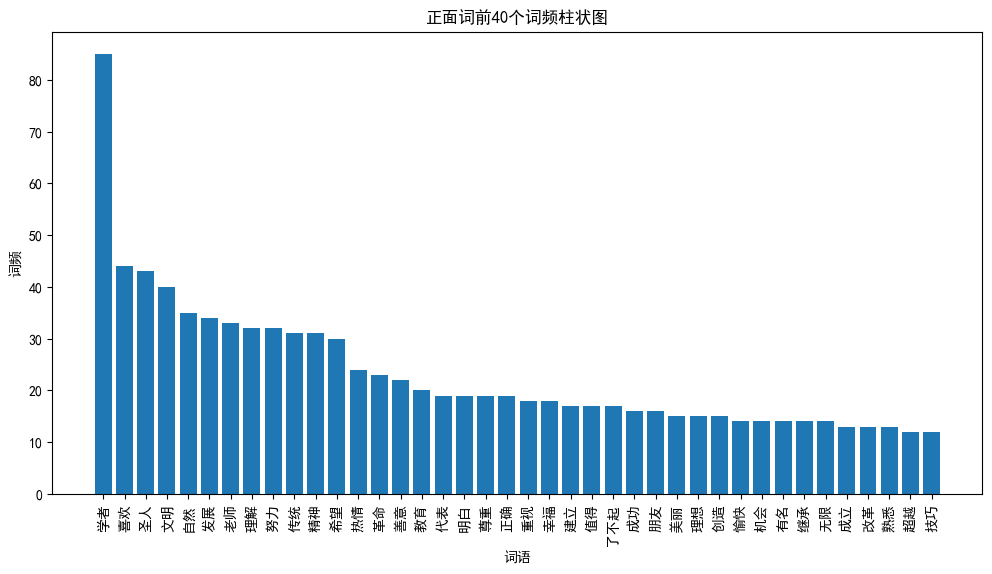 正面词前40个词频柱状图
词频
80
70
60
50
40
30
20
10
0
学者 喜欢 圣人 文明 自然 发展 老师 理解 努力 传统 精神 希望 热情 革命 善意 教育 代表 明白 尊重 正确 重视 幸福 建立 值得 了不起 成功 朋友 美丽 理想 创造 愉快 机会 有名 继承 无限 成立 改革 熟悉 超越 技巧
词语